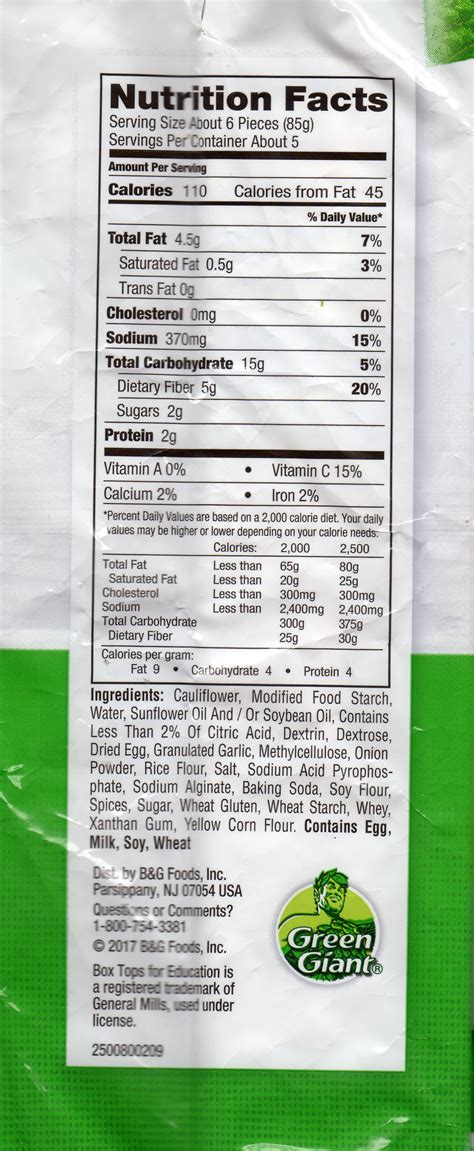 Nutrition Facts
Serving Size About 6 Pieces (85g)
Servings Per Container About 5
Amount Per Serving
Calories 110 Calories from Fat 45
% Daily Value*
Total Fat 4.5g 7%
Saturated Fat 0.5g 3%
Trans Fat 0g
Cholesterol 0mg 0%
Sodium 370mg 15%
Total Carbohydrate 15g 5%
Dietary Fiber 5g 20%
Sugars 2g
Protein 2g
Vitamin A 0% • Vitamin C 15%
Calcium 2% • Iron 2%
*Percent Daily Values are based on a 2,000 calorie diet. Your daily
values may be higher or lower depending on your calorie needs:
Calories: 2,000 2,500
Total Fat Less than 65g 80g
Saturated Fat Less than 20g 25g
Cholesterol Less than 300mg 300mg
Sodium Less than 2,400mg 2,400mg
Total Carbohydrate 300g 375g
Dietary Fiber 25g 30g
Calories per gram:
Fat 9 • Carbohydrate 4 • Protein 4
Ingredients: Cauliflower, Modified Food Starch,
Water, Sunflower Oil And / Or Soybean Oil, Contains
Less Than 2% Of Citric Acid, Dextrin, Dextrose,
Dried Egg, Granulated Garlic, Methylcellulose, Onion
Powder, Rice Flour, Salt, Sodium Acid Pyrophos-
phate, Sodium Alginate, Baking Soda, Soy Flour,
Spices, Sugar, Wheat Gluten, Wheat Starch, Whey,
Xanthan Gum, Yellow Corn Flour. Contains Egg,
Milk, Soy, Wheat
Dist. by B&G Foods, Inc.
Parsippany, NJ 07054 USA
Questions or Comments?
1-800-754-3381
© 2017 B&G Foods, Inc.
Box Tops for Education is
a registered trademark of
General Mills, used under
license.
2500800209
Green
Giant®